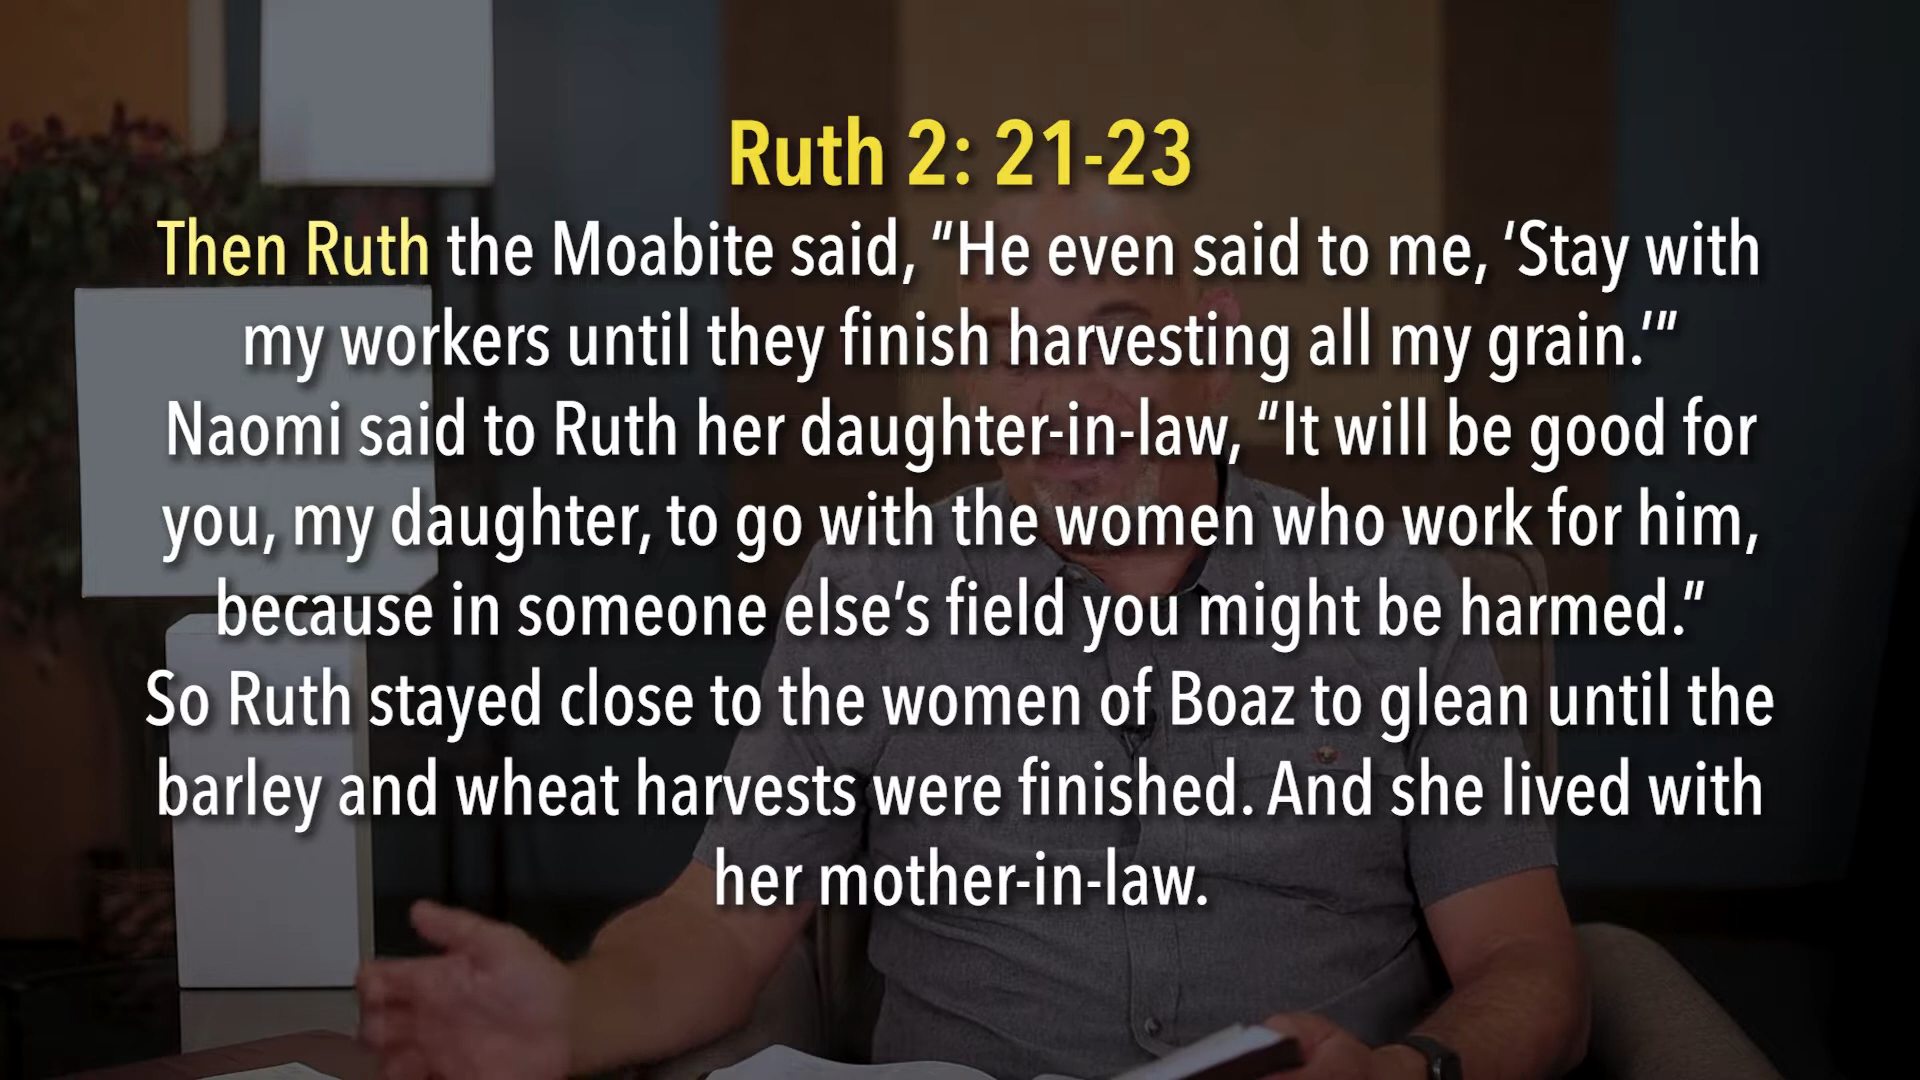 Ruth 2: 21-23
Then Ruth the Moabite said, “He even said to me, ‘Stay with
my workers until they finish harvesting all my grain.’”
Naomi said to Ruth her daughter-in-law, “It will be good for
you, my daughter, to go with the women who work for him,
because in someone else’s field you might be harmed.”
So Ruth stayed close to the women of Boaz to glean until the
barley and wheat harvests were finished. And she lived with
her mother-in-law.